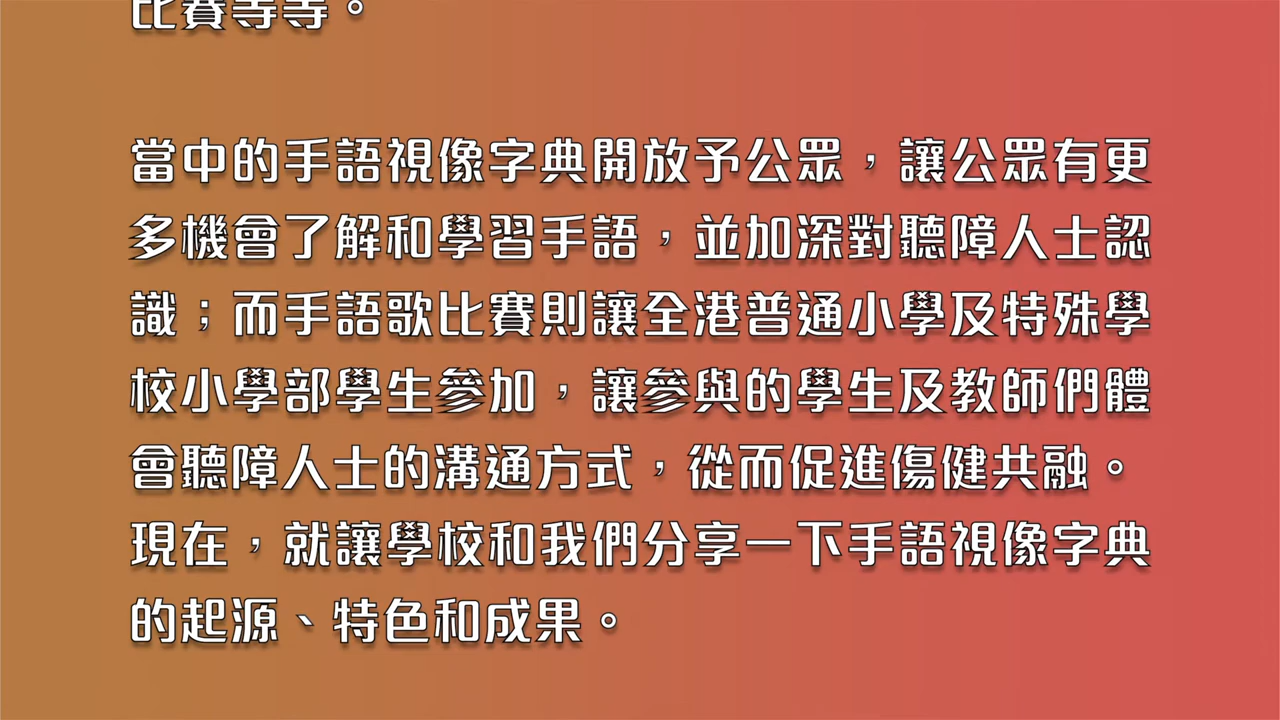 比賽等等。
當中的手語視像字典開放予公眾，讓公眾有更
多機會了解和學習手語，並加深對聽障人士認
識；而手語歌比賽則讓全港普通小學及特殊學
校小學部學生參加，讓參與的學生及教師們體
會聽障人士的溝通方式，從而促進傷健共融。
現在，就讓學校和我們分享一下手語視像字典
的起源、特色和成果。